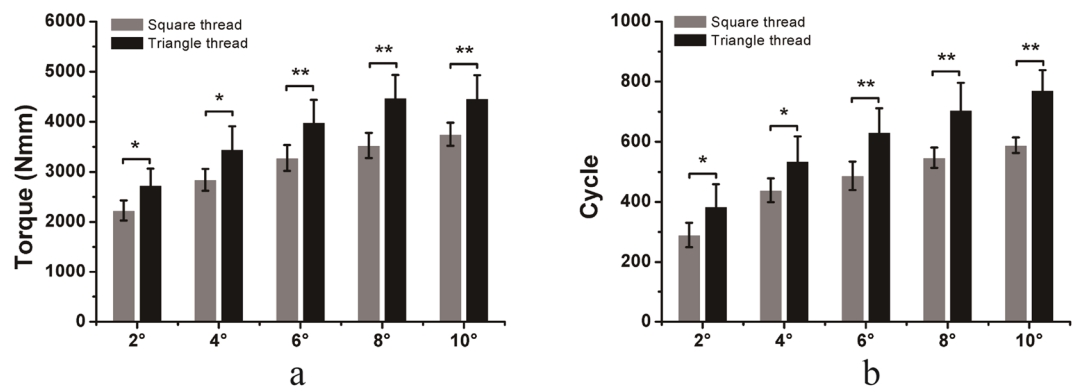 Square thread
Triangle thread
Torque (Nmm)
6000
5000
4000
3000
2000
1000
0
* * ** ** **
2° 4° 6° 8° 10°
a
Square thread
Triangle thread
Cycle
1000
800
600
400
200
0
* * ** ** **
2° 4° 6° 8° 10°
b